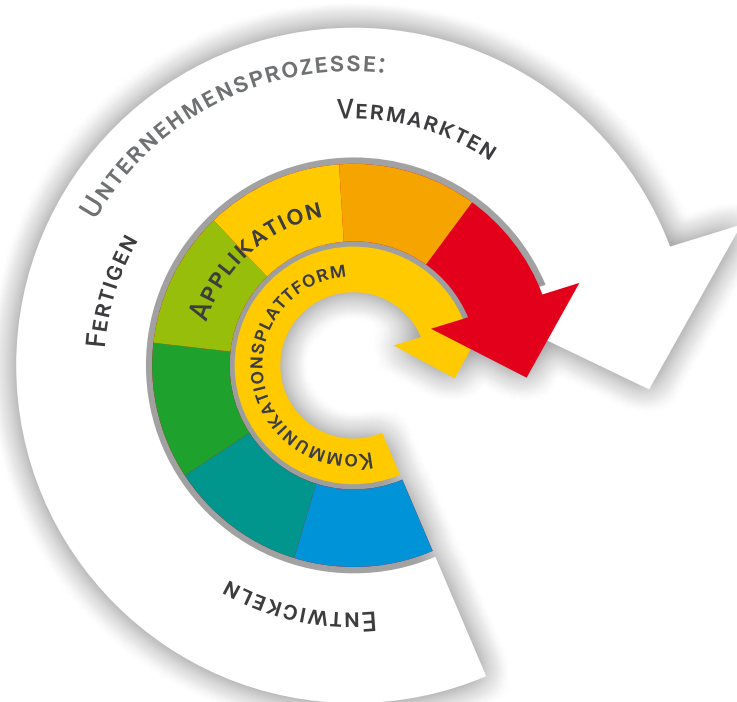 Unternehmensprozesse:
Vermarkten
Fertigen
Applikation
Kommunikationsplattform
Entwickeln